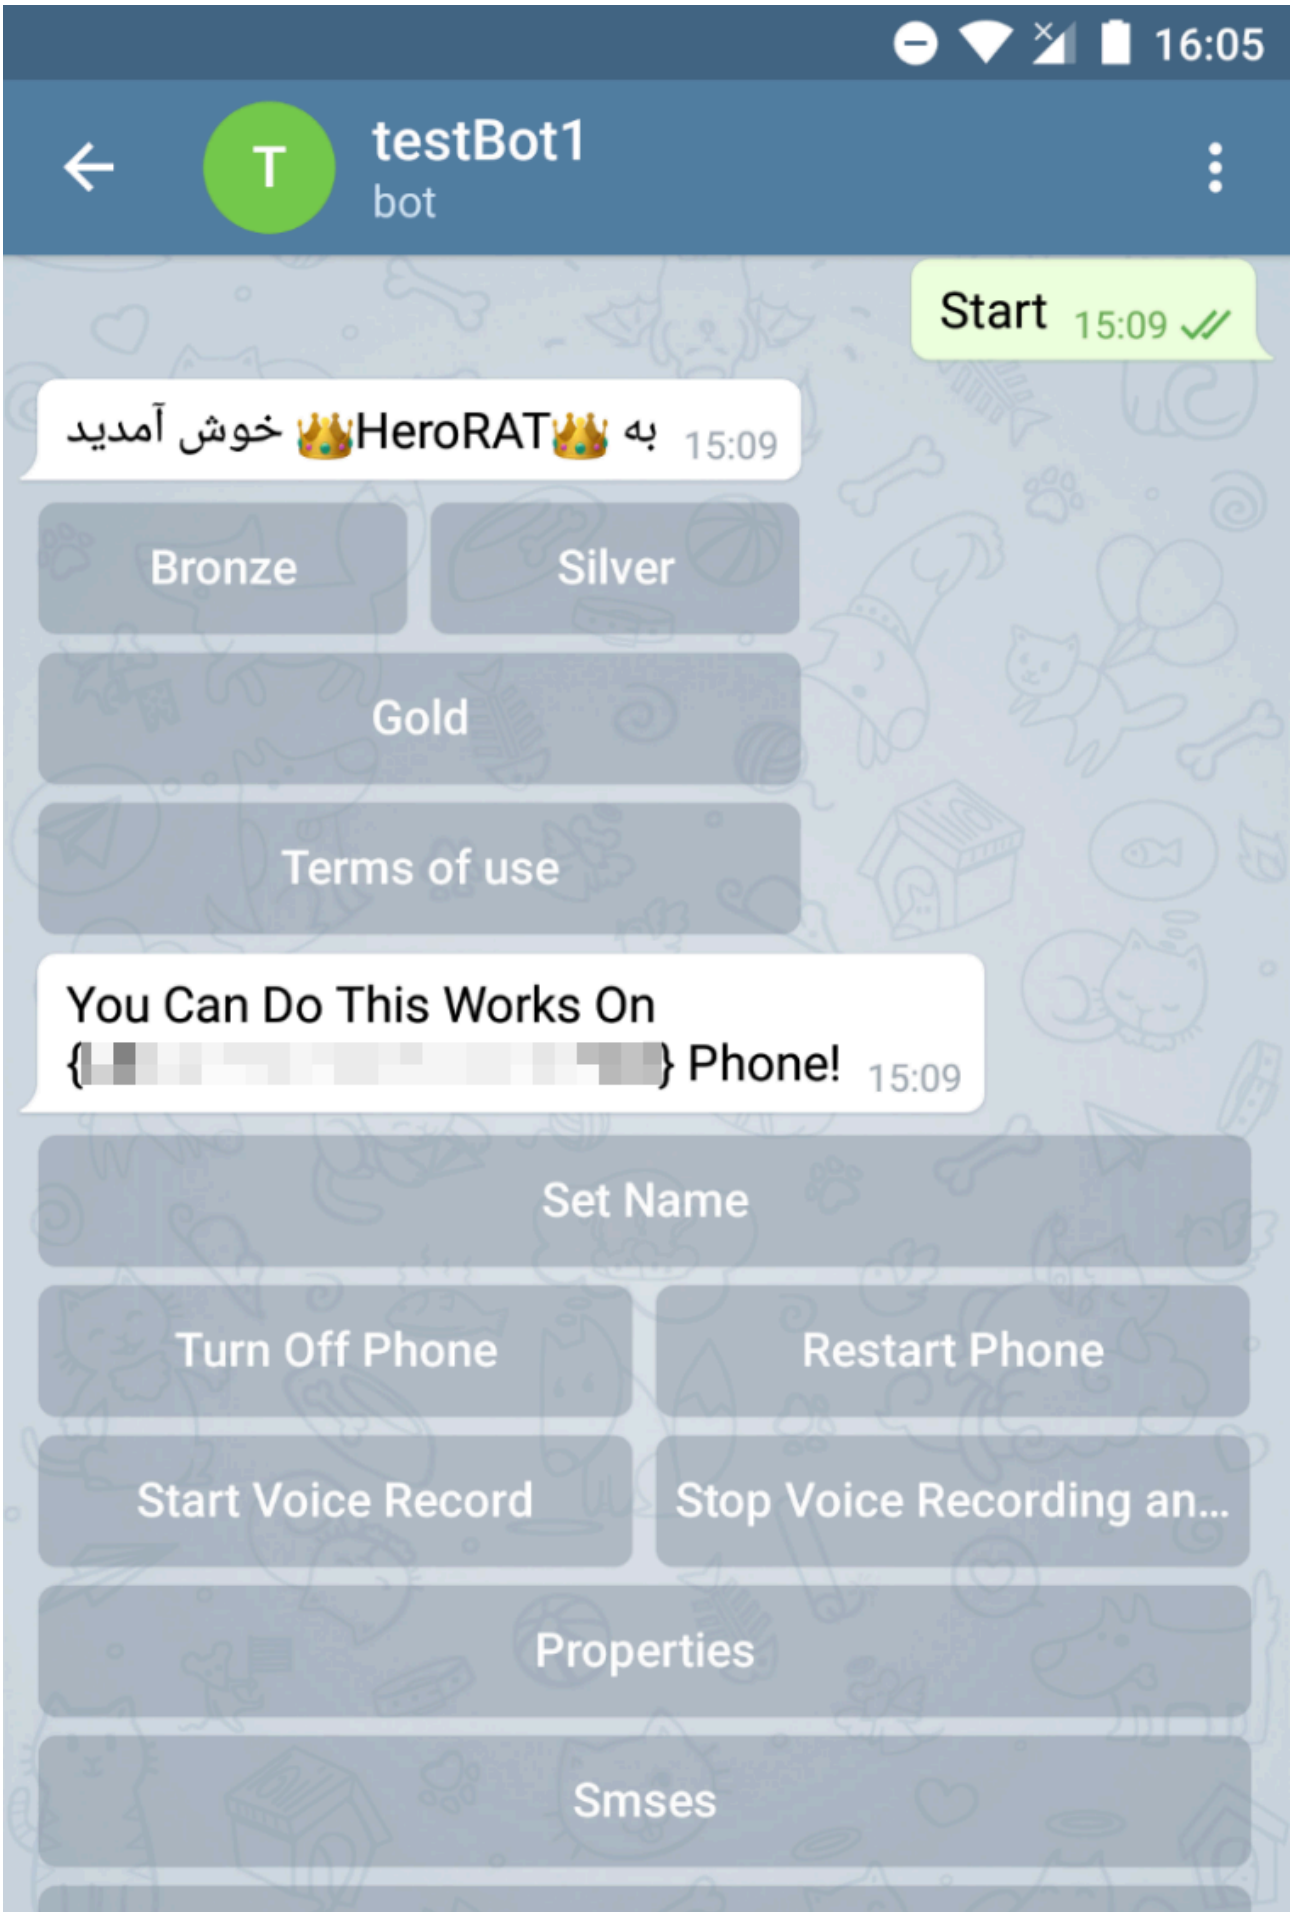 16:05
T
testBot1
bot
Start 15:09
به 👑HeroRAT👑 خوش آمدید 15:09
Bronze
Silver
Gold
Terms of use
You Can Do This Works On
{} Phone! 15:09
Set Name
Turn Off Phone
Restart Phone
Start Voice Record
Stop Voice Recording an...
Properties
Smses